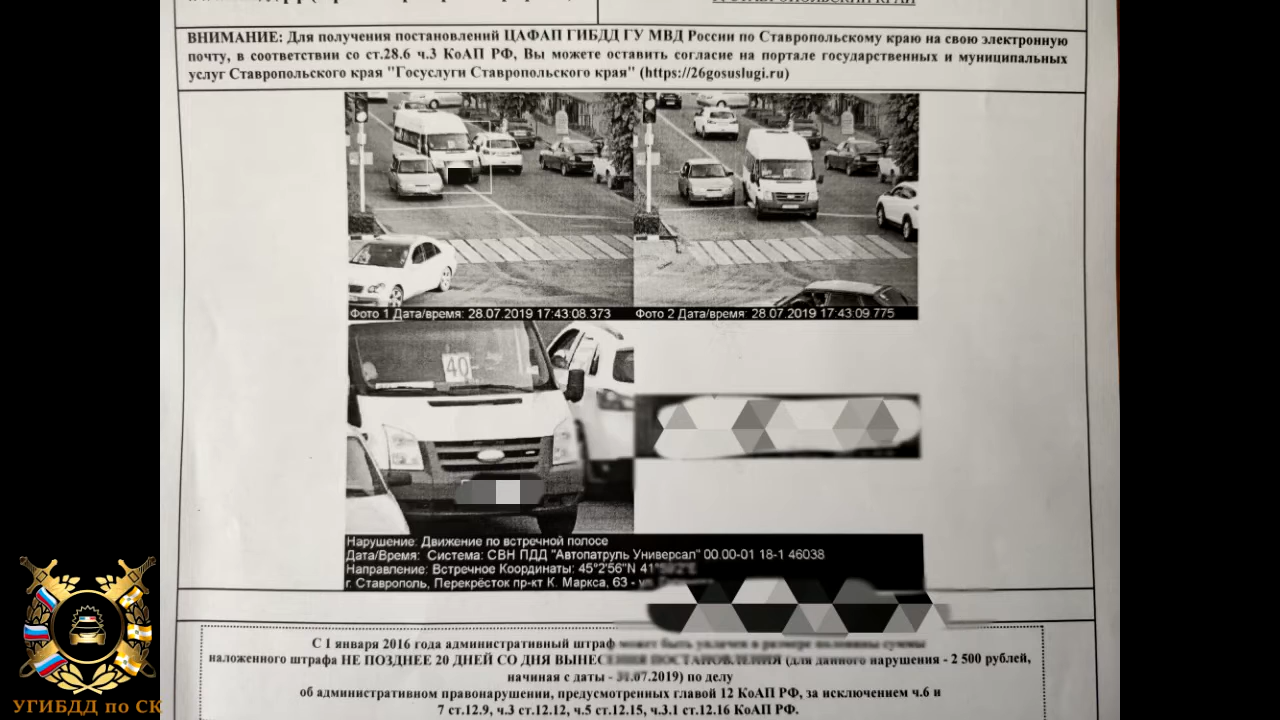 СТАВРОПОЛЬСКИЙ КРАЙ
ВНИМАНИЕ: Для получения постановлений ЦАФАП ГИБДД ГУ МВД России по Ставропольскому краю на свою электронную
почту, в соответствии со ст.28.6 ч.3 КоАП РФ, Вы можете оставить согласие на портале государственных и муниципальных
услуг Ставропольского края "Госуслуги Ставропольского края" (https://26gosuslugi.ru)
Фото 1 Дата/время: 28.07.2019 17:43:08.373
Фото 2 Дата/время: 28.07.2019 17:43:09.775
40
Нарушение: Движение по встречной полосе
Дата/Время: Система: СВН ПДД "Автопатруль Универсал" 00.00-01 18-1 46038
Направление: Встречное Координаты: 45°2'56"N
г. Ставрополь, Перекрёсток пр-кт К. Маркса, 63 -
С 1 января 2016 года административный штраф может быть уплачен в размере половины суммы
наложенного штрафа НЕ ПОЗДНЕЕ 20 ДНЕЙ СО ДНЯ ВЫНЕСЕНИЯ ПОСТАНОВЛЕНИЯ (для данного нарушения - 2 500 рублей,
начиная с даты - 31.07.2019) по делу
об административном правонарушении, предусмотренных главой 12 КоАП РФ, за исключением ч.6 и
7 ст.12.9, ч.3 ст.12.12, ч.5 ст.12.15, ч.3.1 ст.12.16 КоАП РФ.
УГИБДД по СК